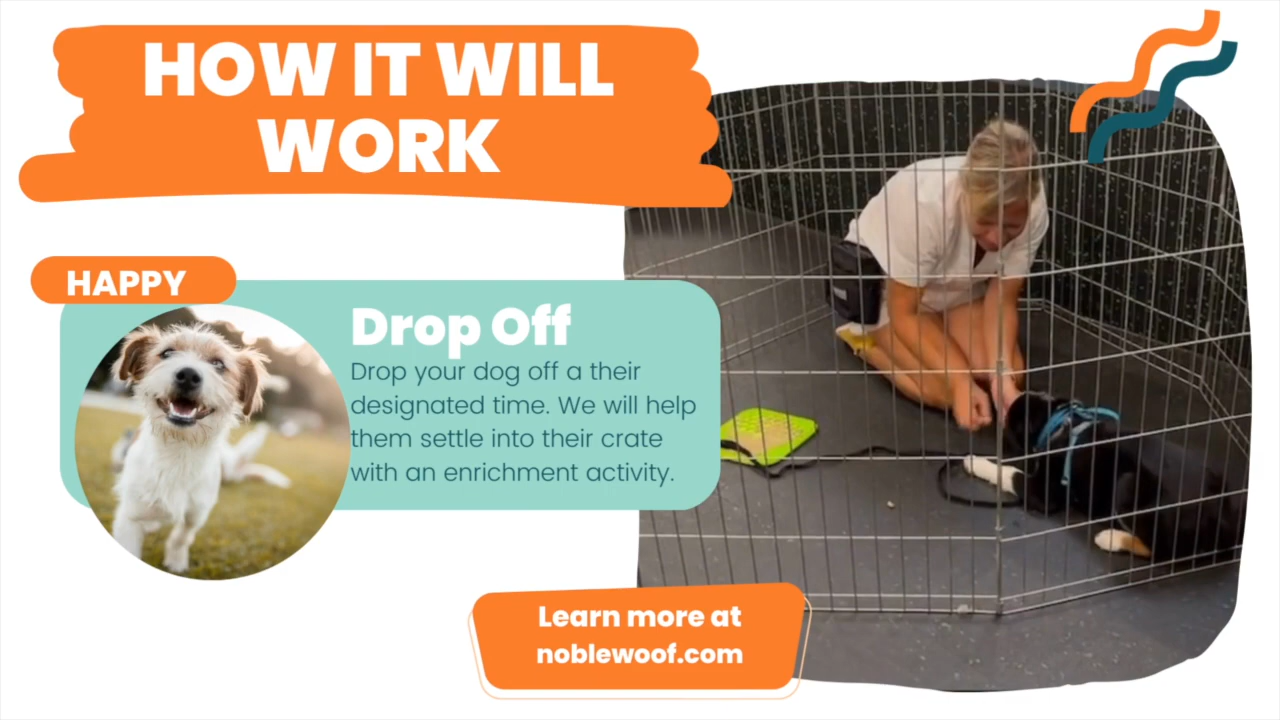 HOW IT WILL
WORK
HAPPY
Drop Off
Drop your dog off a their
designated time. We will help
them settle into their crate
with an enrichment activity.
Learn more at
noblewoof.com